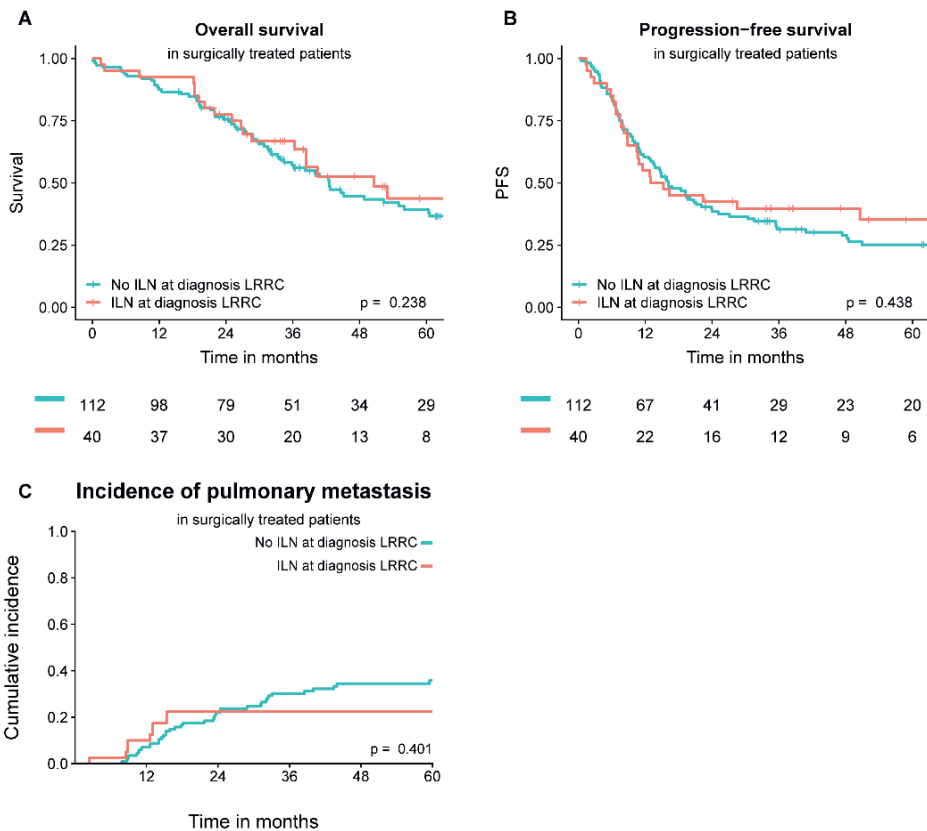 A
Overall survival
in surgically treated patients
1.00
0.75
0.50
0.25
0.00
Survival
No ILN at diagnosis LRRC
ILN at diagnosis LRRC
p = 0.238
0 12 24 36 48 60
Time in months
112 98 79 51 34 29
40 37 30 20 13 8
B
Progression−free survival
in surgically treated patients
1.00
0.75
0.50
0.25
0.00
PFS
No ILN at diagnosis LRRC
ILN at diagnosis LRRC
p = 0.438
0 12 24 36 48 60
Time in months
112 67 41 29 23 20
40 22 16 12 9 6
C
Incidence of pulmonary metastasis
in surgically treated patients
1.0
0.8
0.6
0.4
0.2
0
Cumulative incidence
No ILN at diagnosis LRRC
ILN at diagnosis LRRC
p = 0.401
12 24 36 48 60
Time in months